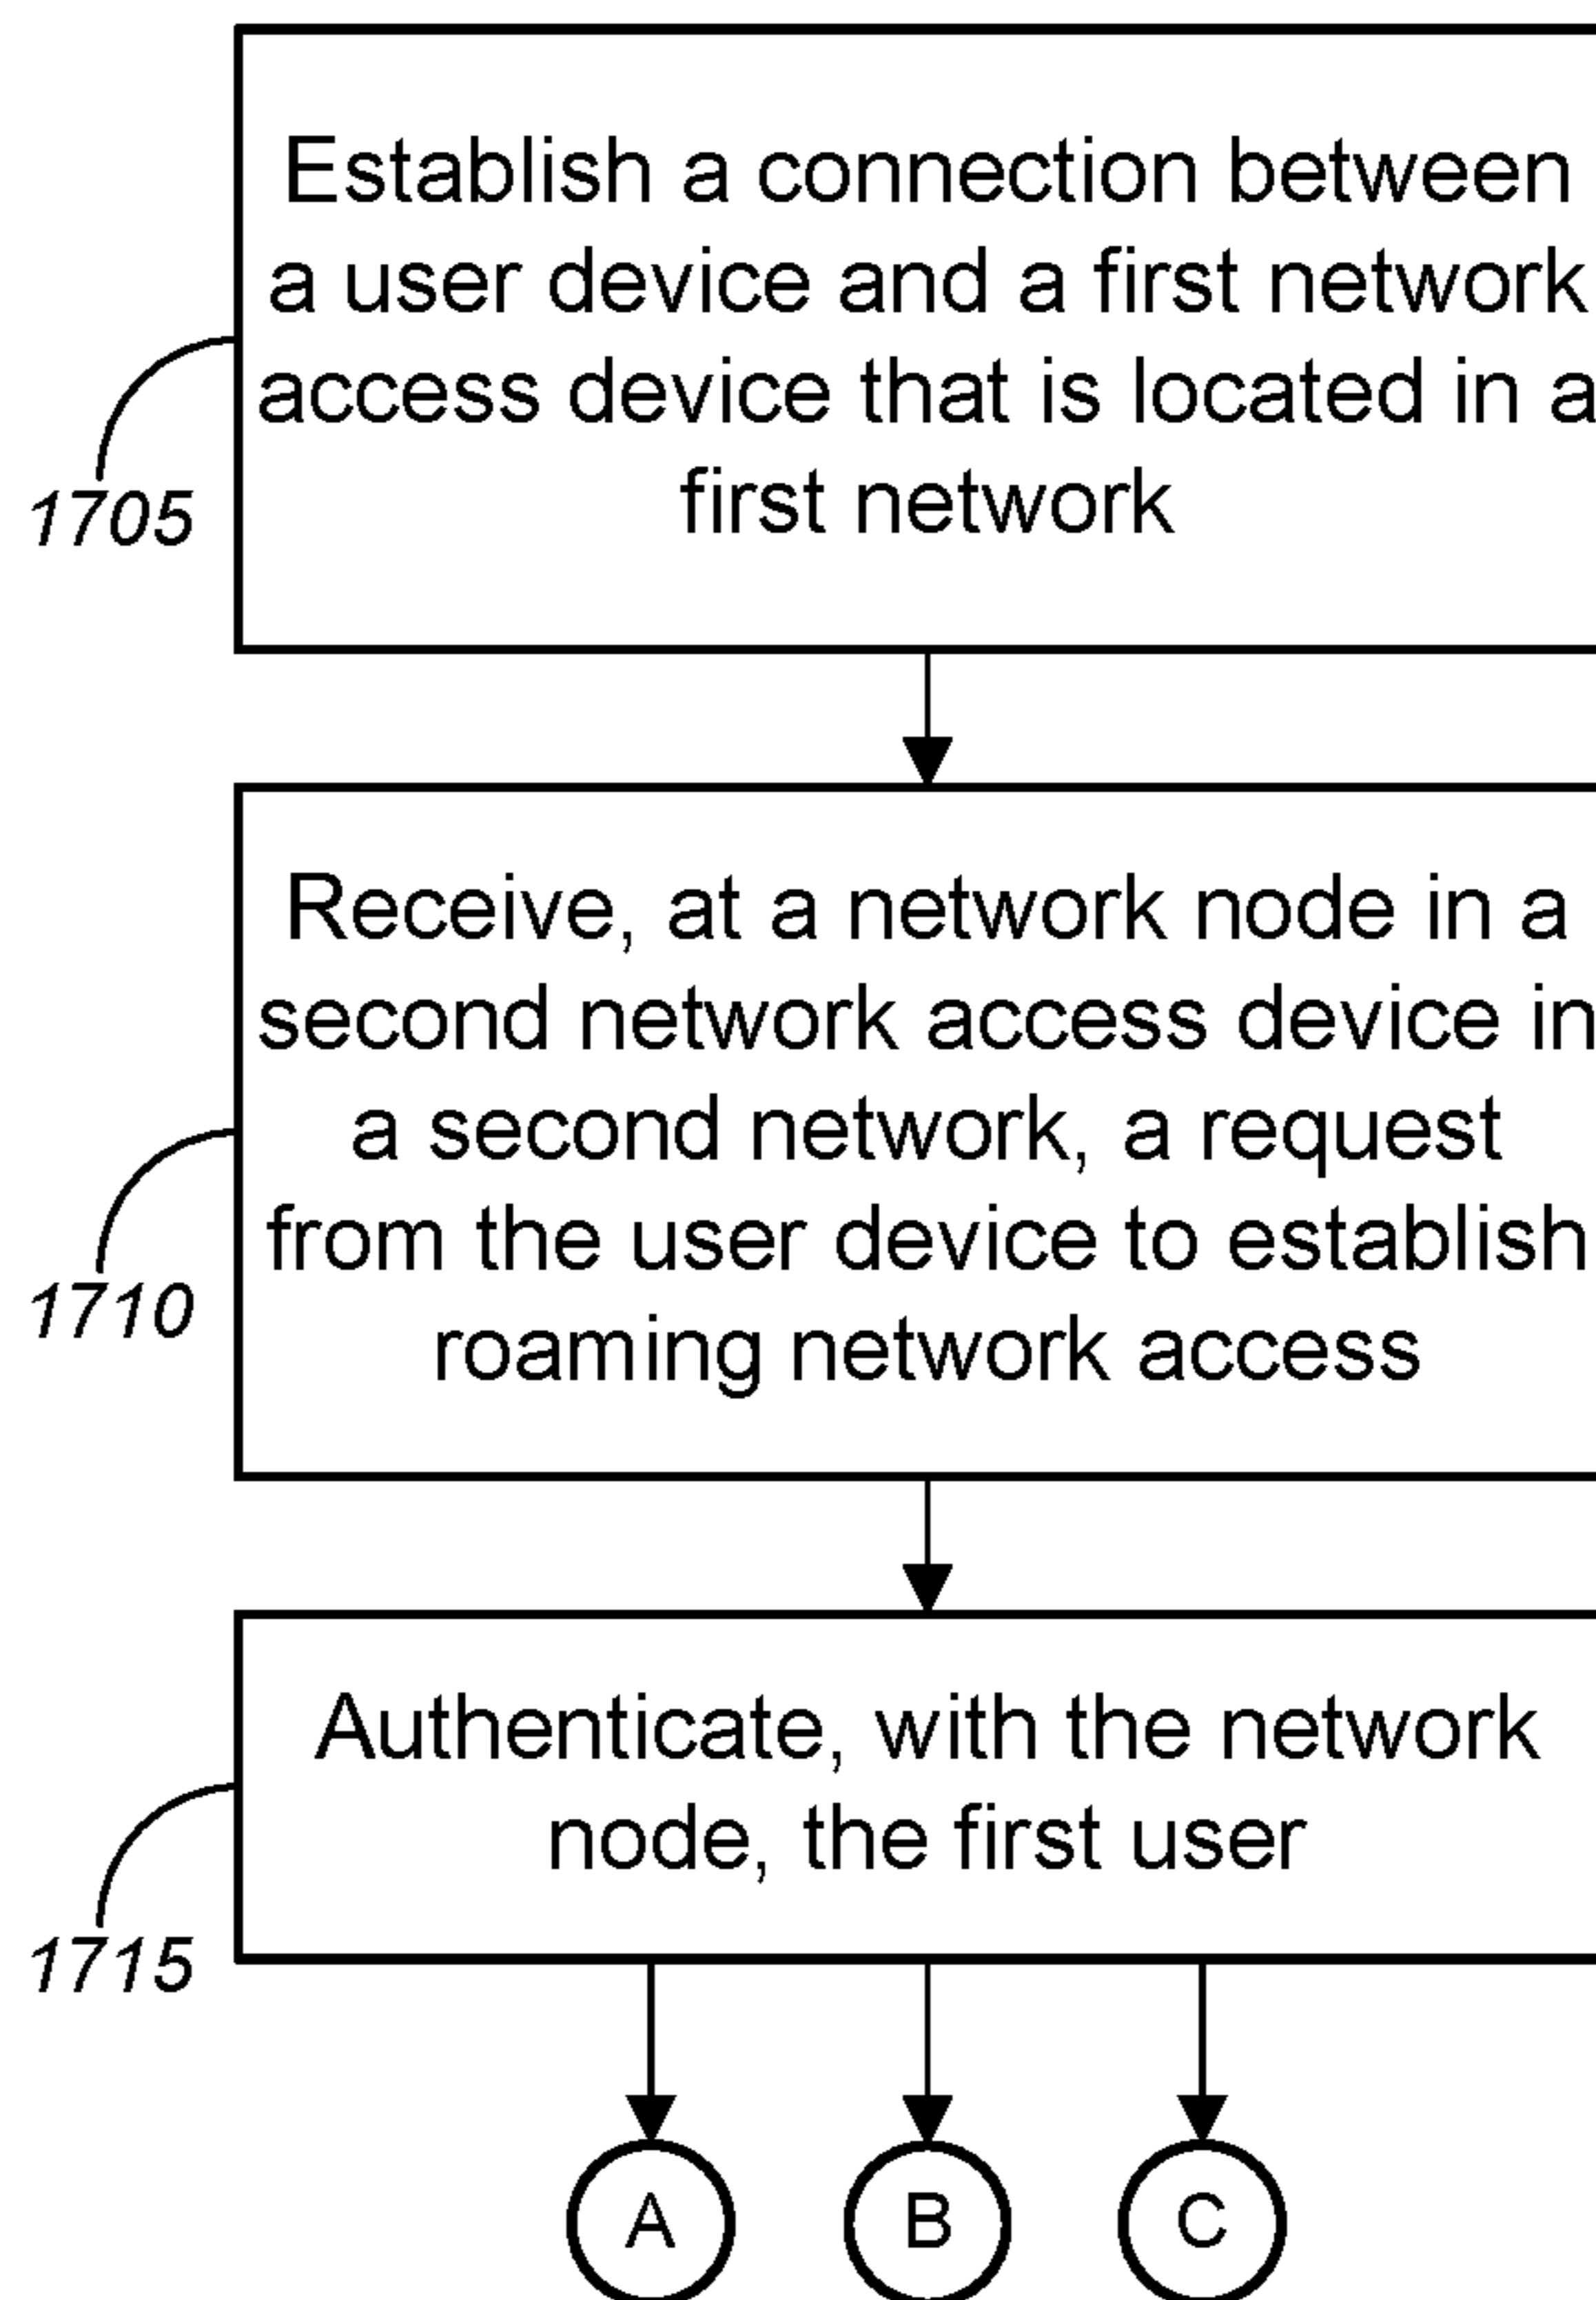 Establish a connection between
a user device and a first network
access device that is located in a
first network
1705
Receive, at a network node in a
second network access device in
a second network, a request
from the user device to establish
roaming network access
1710
Authenticate, with the network
node, the first user
1715
A
B
C